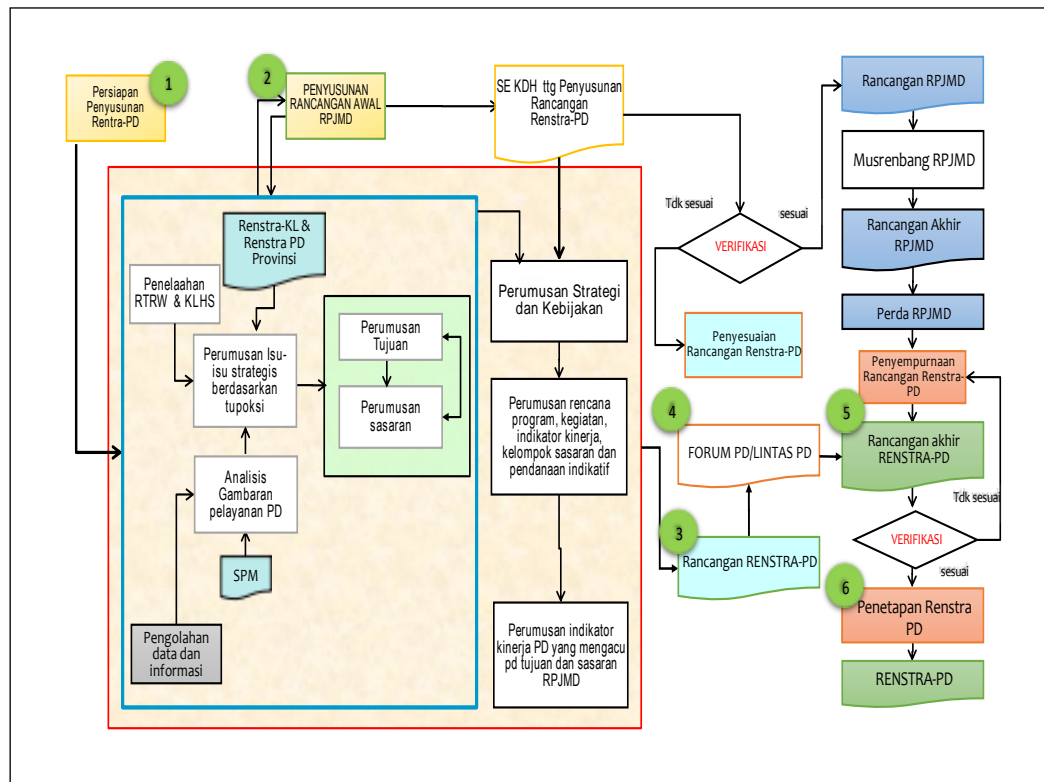 1
Persiapan
Penyusunan
Rentra-PD
2
PENYUSUNAN
RANCANGAN AWAL
RPJMD
SE KDH ttg Penyusunan
Rancangan
Renstra-PD
Rancangan RPJMD
Musrenbang RPJMD
Rancangan Akhir
RPJMD
Perda RPJMD
Tdk sesuai
sesuai
VERIFIKASI
Penyesuaian
Rancangan Renstra-PD
Renstra-KL &
Renstra PD
Provinsi
Penelaahan
RTRW & KLHS
Perumusan Isu-
isu strategis
berdasarkan
tupoksi
Perumusan
Tujuan
Perumusan
sasaran
Analisis
Gambaran
pelayanan PD
SPM
Pengolahan
data dan
informasi
Perumusan Strategi
dan Kebijakan
Perumusan rencana
program, kegiatan,
indikator kinerja,
kelompok sasaran dan
pendanaan indikatif
Perumusan indikator
kinerja PD yang mengacu
pd tujuan dan sasaran
RPJMD
3
Rancangan RENSTRA-PD
4
FORUM PD/LINTAS PD
Penyempurnaan
Rancangan Renstra-
PD
5
Rancangan akhir
RENSTRA-PD
Tdk sesuai
VERIFIKASI
sesuai
6
Penetapan Renstra
PD
RENSTRA-PD